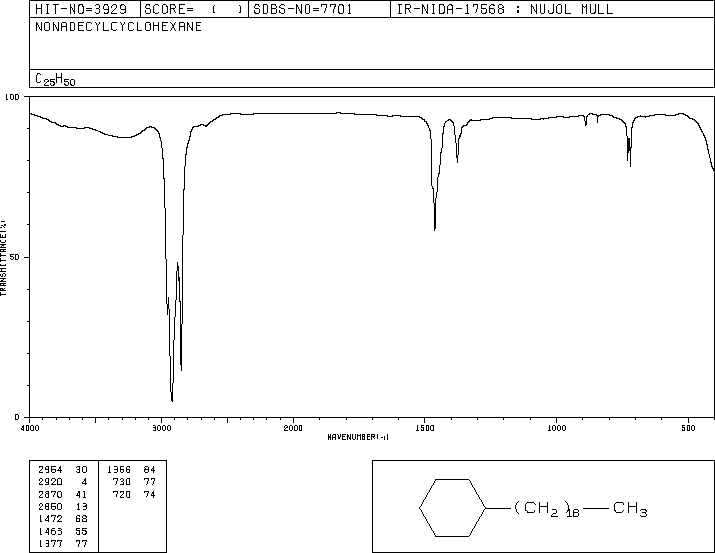 HIT-NO=3929 SCORE= ( ) SDBS-NO=7701 IR-NIDA-17568 : NUJOL MULL
NONADECYLCYCLOHEXANE
C25H50
100
50
0
TRANSMITTANCE(%)
4000 3000 2000 1500 1000 500
WAVENUMBER(-1)
2954 30 1366 84
2920 4 730 77
2870 41 720 74
2850 13
1472 68
1463 55
1377 77
(CH2)18 CH3